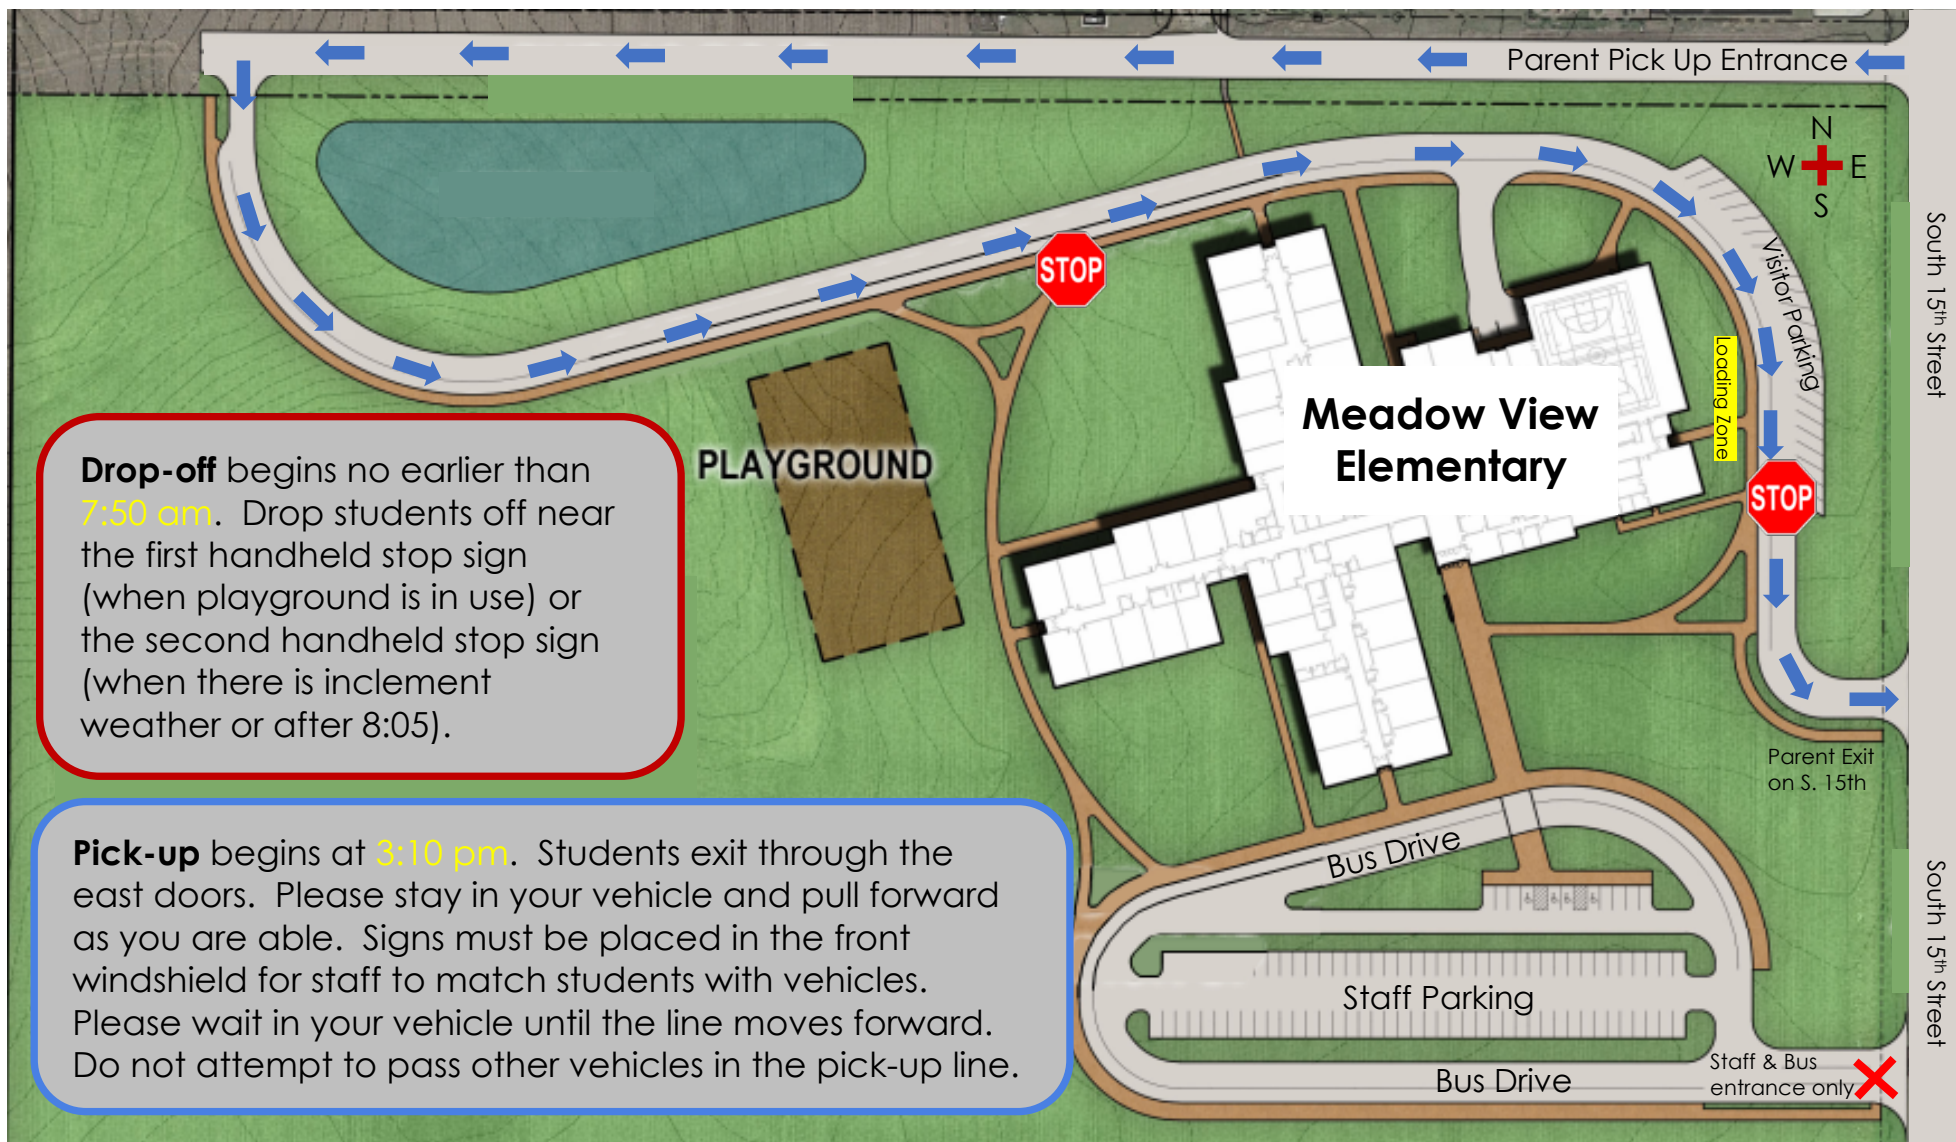 Parent Pick Up Entrance
N
W E
S
South 15th Street
Visitor Parking
STOP
Loading Zone
Meadow View
Elementary
PLAYGROUND
STOP
Drop-off begins no earlier than
7:50 am. Drop students off near
the first handheld stop sign
(when playground is in use) or
the second handheld stop sign
(when there is inclement
weather or after 8:05).
Parent Exit
on S. 15th
Pick-up begins at 3:10 pm. Students exit through the
east doors. Please stay in your vehicle and pull forward
as you are able. Signs must be placed in the front
windshield for staff to match students with vehicles.
Please wait in your vehicle until the line moves forward.
Do not attempt to pass other vehicles in the pick-up line.
Bus Drive
South 15th Street
Staff Parking
Bus Drive
Staff & Bus
entrance only